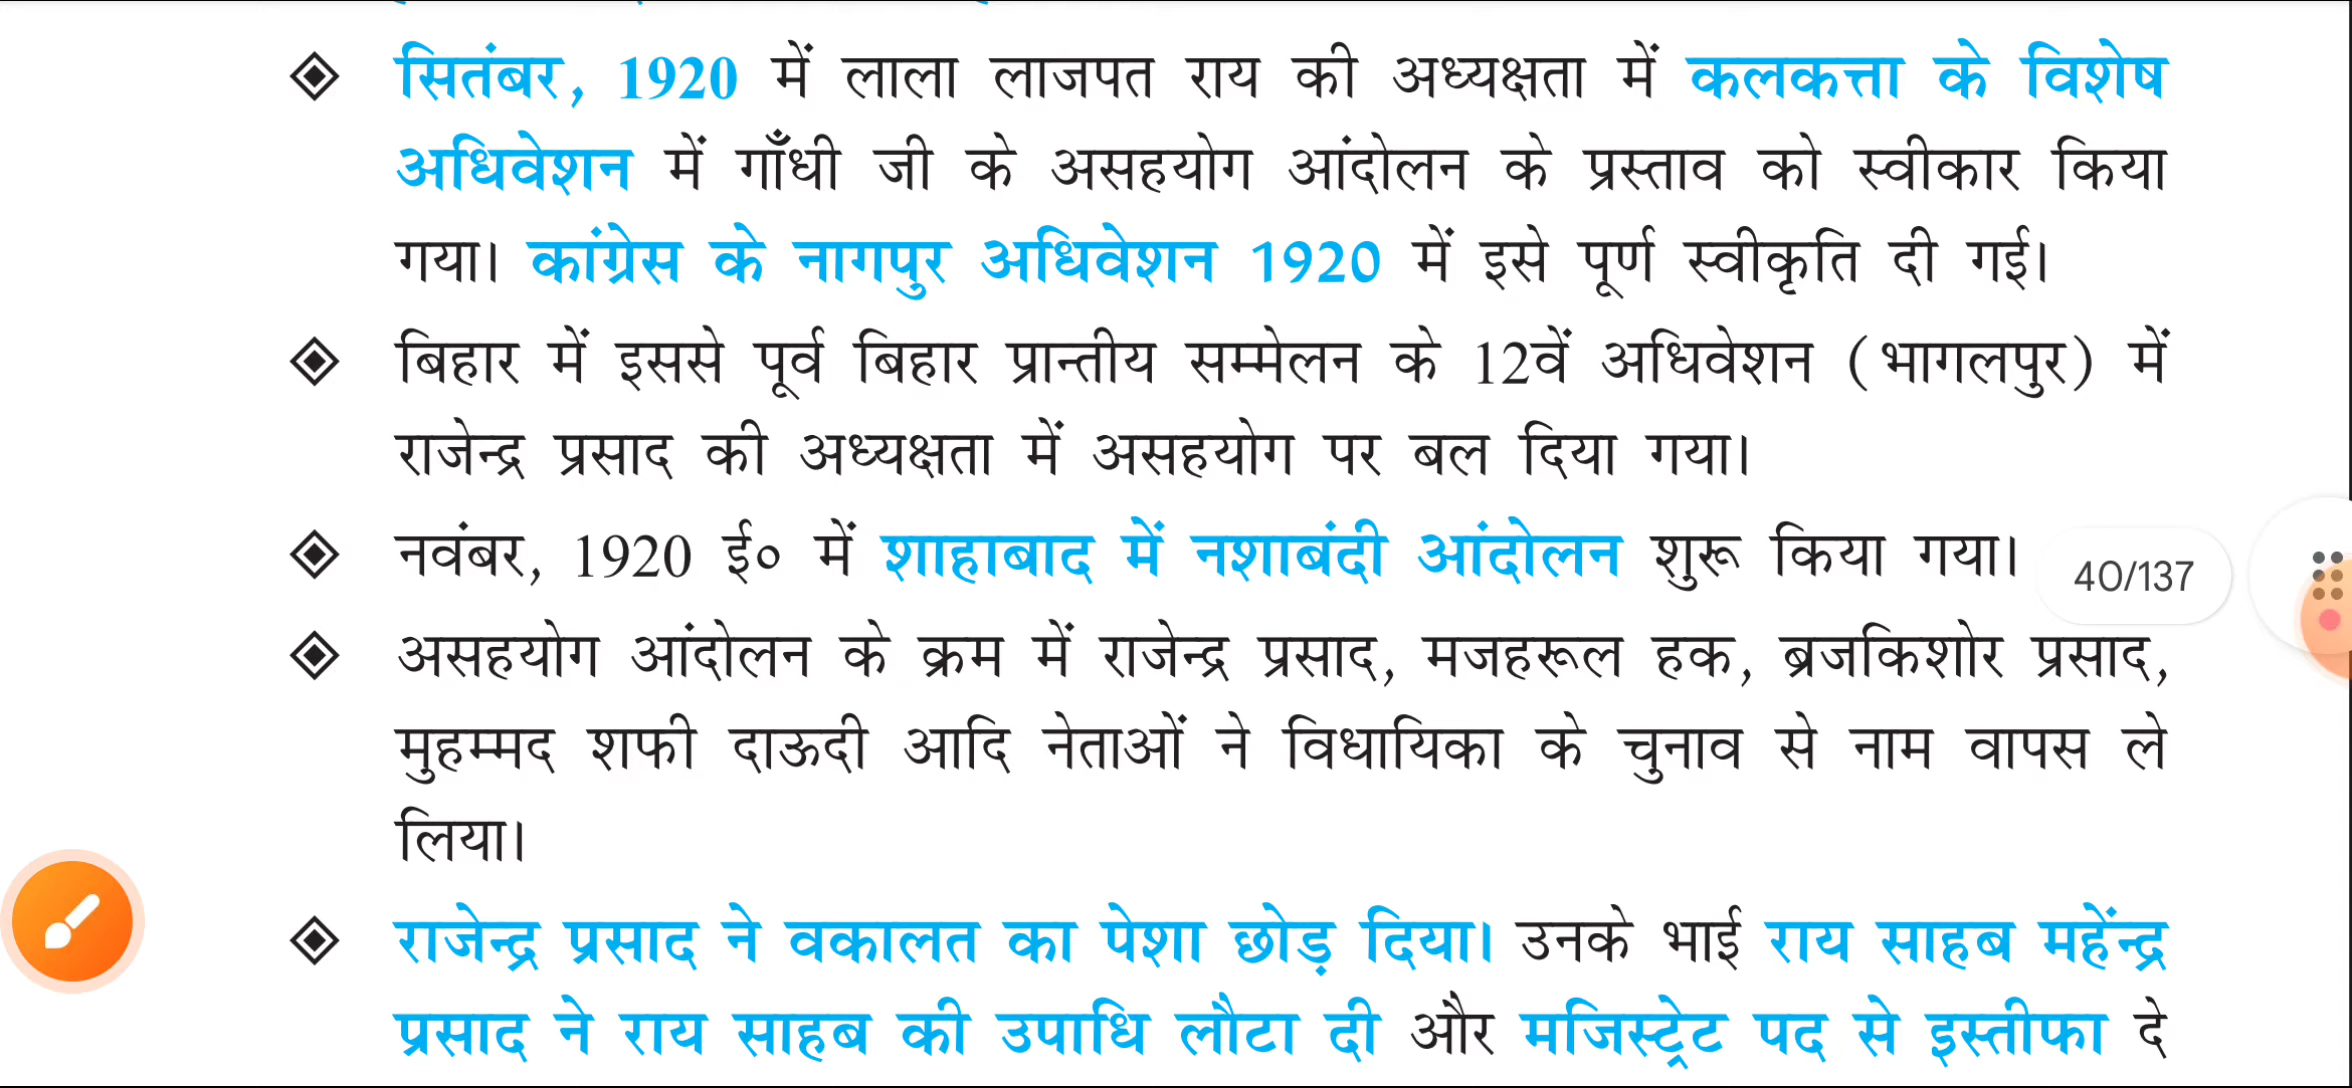 सितंबर, 1920 में लाला लाजपत राय की अध्यक्षता में कलकत्ता के विशेष
अधिवेशन में गाँधी जी के असहयोग आंदोलन के प्रस्ताव को स्वीकार किया
गया। कांग्रेस के नागपुर अधिवेशन 1920 में इसे पूर्ण स्वीकृति दी गई।
बिहार में इससे पूर्व बिहार प्रान्तीय सम्मेलन के 12वें अधिवेशन (भागलपुर) में
राजेन्द्र प्रसाद की अध्यक्षता में असहयोग पर बल दिया गया।
नवंबर, 1920 ई० में शाहाबाद में नशाबंदी आंदोलन शुरू किया गया।
40/137
असहयोग आंदोलन के क्रम में राजेन्द्र प्रसाद, मजहरूल हक, ब्रजकिशोर प्रसाद,
मुहम्मद शफी दाऊदी आदि नेताओं ने विधायिका के चुनाव से नाम वापस ले
लिया।
राजेन्द्र प्रसाद ने वकालत का पेशा छोड़ दिया। उनके भाई राय साहब महेंन्द्र
प्रसाद ने राय साहब की उपाधि लौटा दी और मजिस्ट्रेट पद से इस्तीफा दे